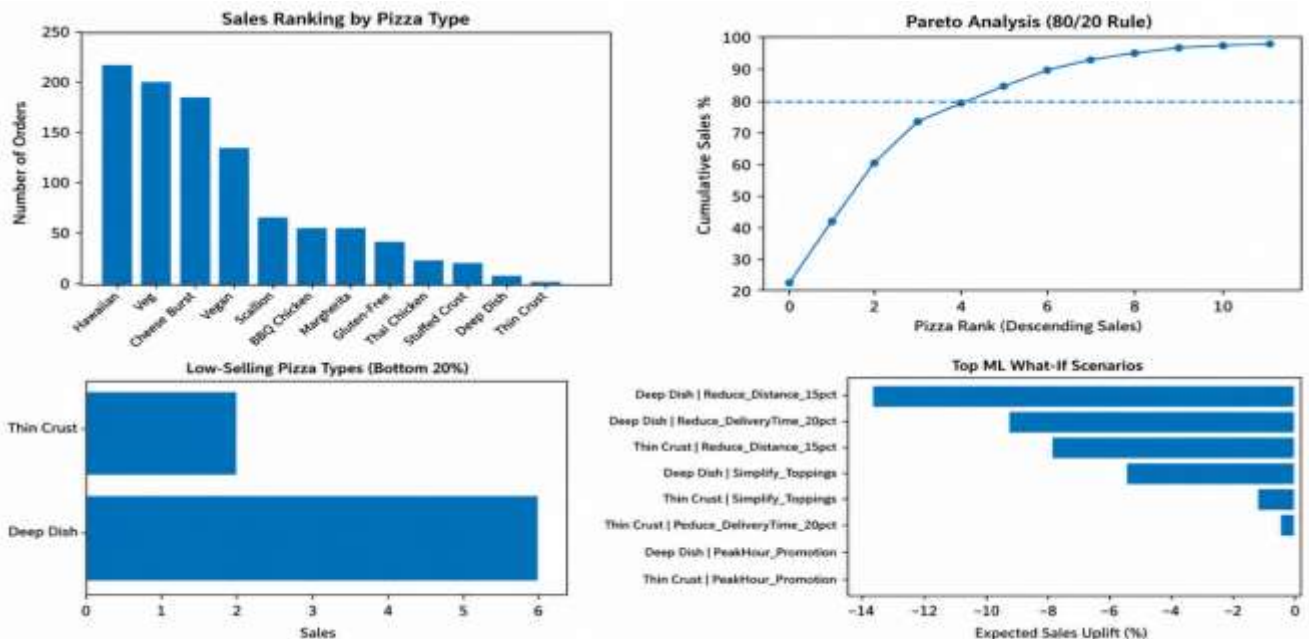 Sales Ranking by Pizza Type
Number of Orders
250
200
150
100
50
0
Hawaiian
Veg
Cheese Burst
Vegan
Scallion
BBQ Chicken
Margherita
Gluten-Free
Thai Chicken
Stuffed Crust
Deep Dish
Thin Crust
Pareto Analysis (80/20 Rule)
Cumulative Sales %
100
90
80
70
60
50
40
30
20
0 2 4 6 8 10
Pizza Rank (Descending Sales)
Low-Selling Pizza Types (Bottom 20%)
Thin Crust
Deep Dish
0 1 2 3 4 5 6
Sales
Top ML What-If Scenarios
Deep Dish | Reduce_Distance_15pct
Deep Dish | Reduce_DeliveryTime_20pct
Thin Crust | Reduce_Distance_15pct
Deep Dish | Simplify_Toppings
Thin Crust | Simplify_Toppings
Thin Crust | Peduce_DeliveryTime_20pct
Deep Dish | PeakHour_Promotion
Thin Crust | PeakHour_Promotion
−14 −12 −10 −8 −6 −4 −2 0
Expected Sales Uplift (%)